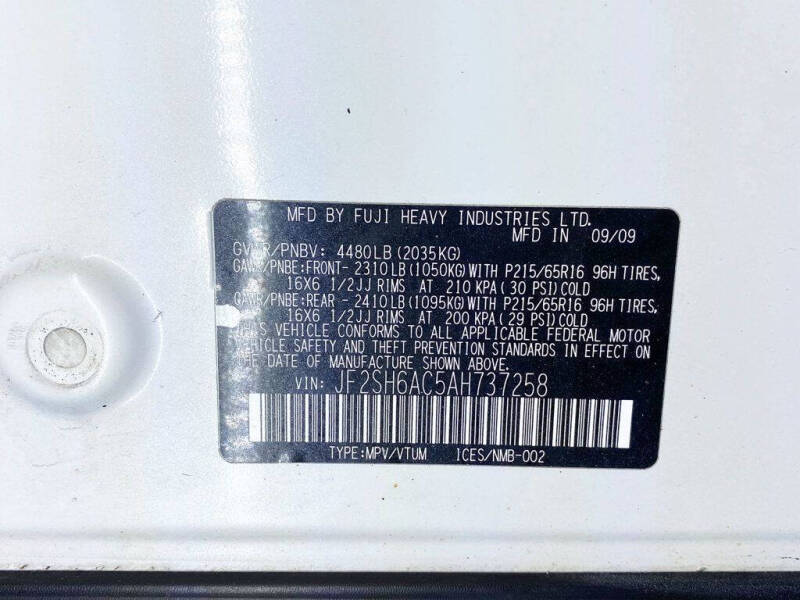 MFD BY FUJI HEAVY INDUSTRIES LTD.
MFD IN 09/09
GVWR/PNBV: 4480LB(2035KG)
GAWR/PNBE:FRONT- 2310LB(1050KG)WITH P215/65R16 96H TIRES,
16X6 1/2JJ RIMS AT 210 KPA( 30 PSI)COLD
GAWR/PNBE:REAR - 2410LB(1095KG)WITH P215/65R16 96H TIRES,
16X6 1/2JJ RIMS AT 200 KPA( 29 PSI)COLD
THIS VEHICLE CONFORMS TO ALL APPLICABLE FEDERAL MOTOR
VEHICLE SAFETY AND THEFT PREVENTION STANDARDS IN EFFECT ON
THE DATE OF MANUFACTURE SHOWN ABOVE.
VIN: JF2SH6AC5AH737258
TYPE:MPV/VTUM ICES/NMB-002